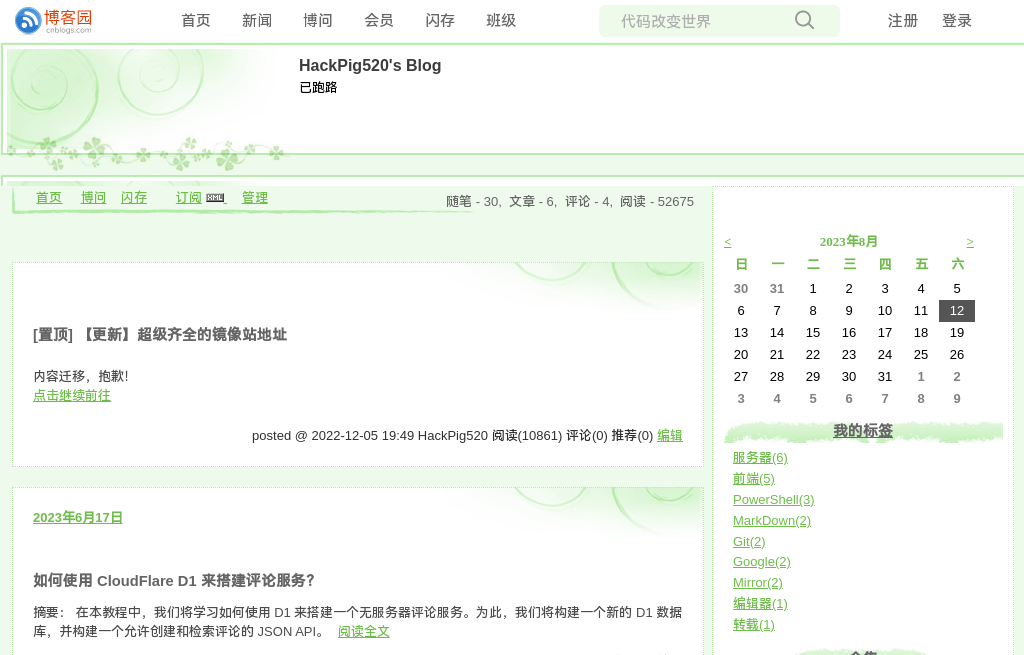 博客园 cnblogs.com 首页 新闻 博问 会员 闪存 班级 代码改变世界 注册 登录
HackPig520's Blog
已跑路
首页 博问 闪存 订阅 XML 管理 随笔 - 30, 文章 - 6, 评论 - 4, 阅读 - 52675
[置顶] 【更新】超级齐全的镜像站地址
内容迁移，抱歉！
点击继续前往
posted @ 2022-12-05 19:49 HackPig520 阅读(10861) 评论(0) 推荐(0) 编辑
2023年6月17日
如何使用 CloudFlare D1 来搭建评论服务？
摘要： 在本教程中，我们将学习如何使用 D1 来搭建一个无服务器评论服务。为此，我们将构建一个新的 D1 数据
库，并构建一个允许创建和检索评论的 JSON API。 阅读全文
< 2023年8月 >
日 一 二 三 四 五 六
30 31 1 2 3 4 5
6 7 8 9 10 11 12
13 14 15 16 17 18 19
20 21 22 23 24 25 26
27 28 29 30 31 1 2
3 4 5 6 7 8 9
我的标签
服务器(6)
前端(5)
PowerShell(3)
MarkDown(2)
Git(2)
Google(2)
Mirror(2)
编辑器(1)
转载(1)